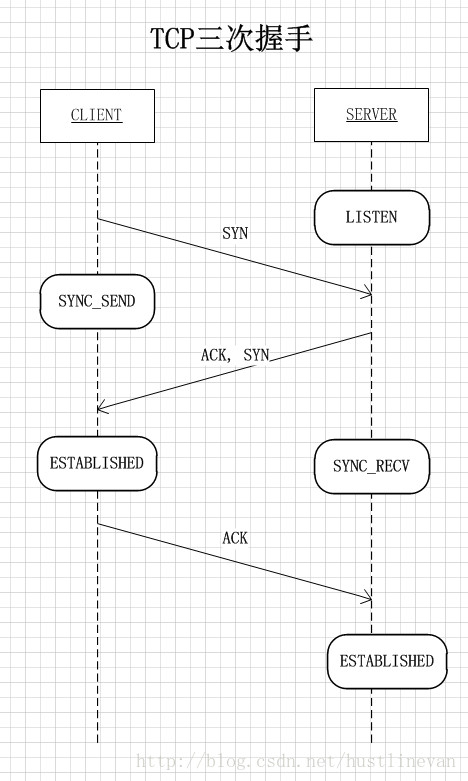 TCP三次握手
CLIENT
SERVER
LISTEN
SYN
SYNC_SEND
ACK, SYN
ESTABLISHED
SYNC_RECV
ACK
ESTABLISHED
http://blog.csdn.net/hustlinevan